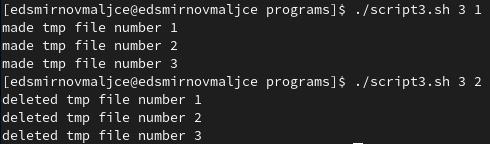 [edsmirnovmaljce@edsmirnovmaljce programs]$ ./script3.sh 3 1
made tmp file number 1
made tmp file number 2
made tmp file number 3
[edsmirnovmaljce@edsmirnovmaljce programs]$ ./script3.sh 3 2
deleted tmp file number 1
deleted tmp file number 2
deleted tmp file number 3